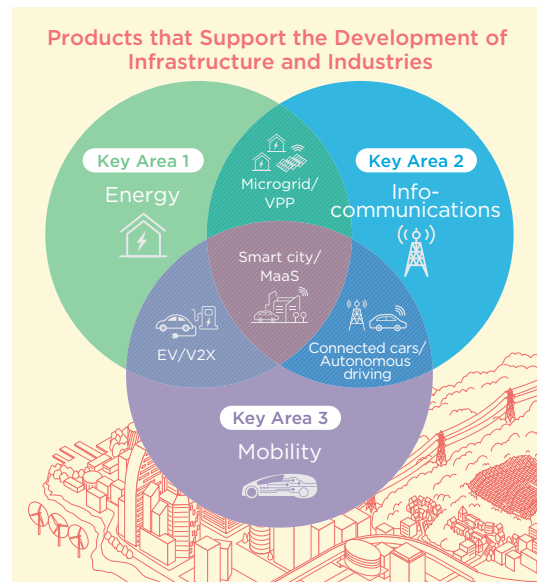 Products that Support the Development of
Infrastructure and Industries
Key Area 1
Energy
Key Area 2
Info-
communications
Microgrid/
VPP
Smart city/
MaaS
EV/V2X
Connected cars/
Autonomous
driving
Key Area 3
Mobility